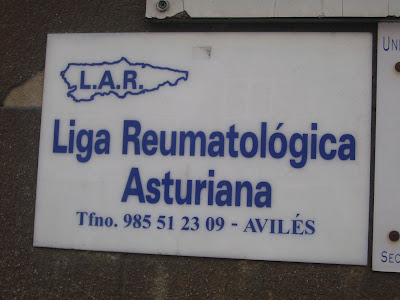 L.A.R.
Liga Reumatológica
Asturiana
Tfno. 985 51 23 09 - AVILÉS